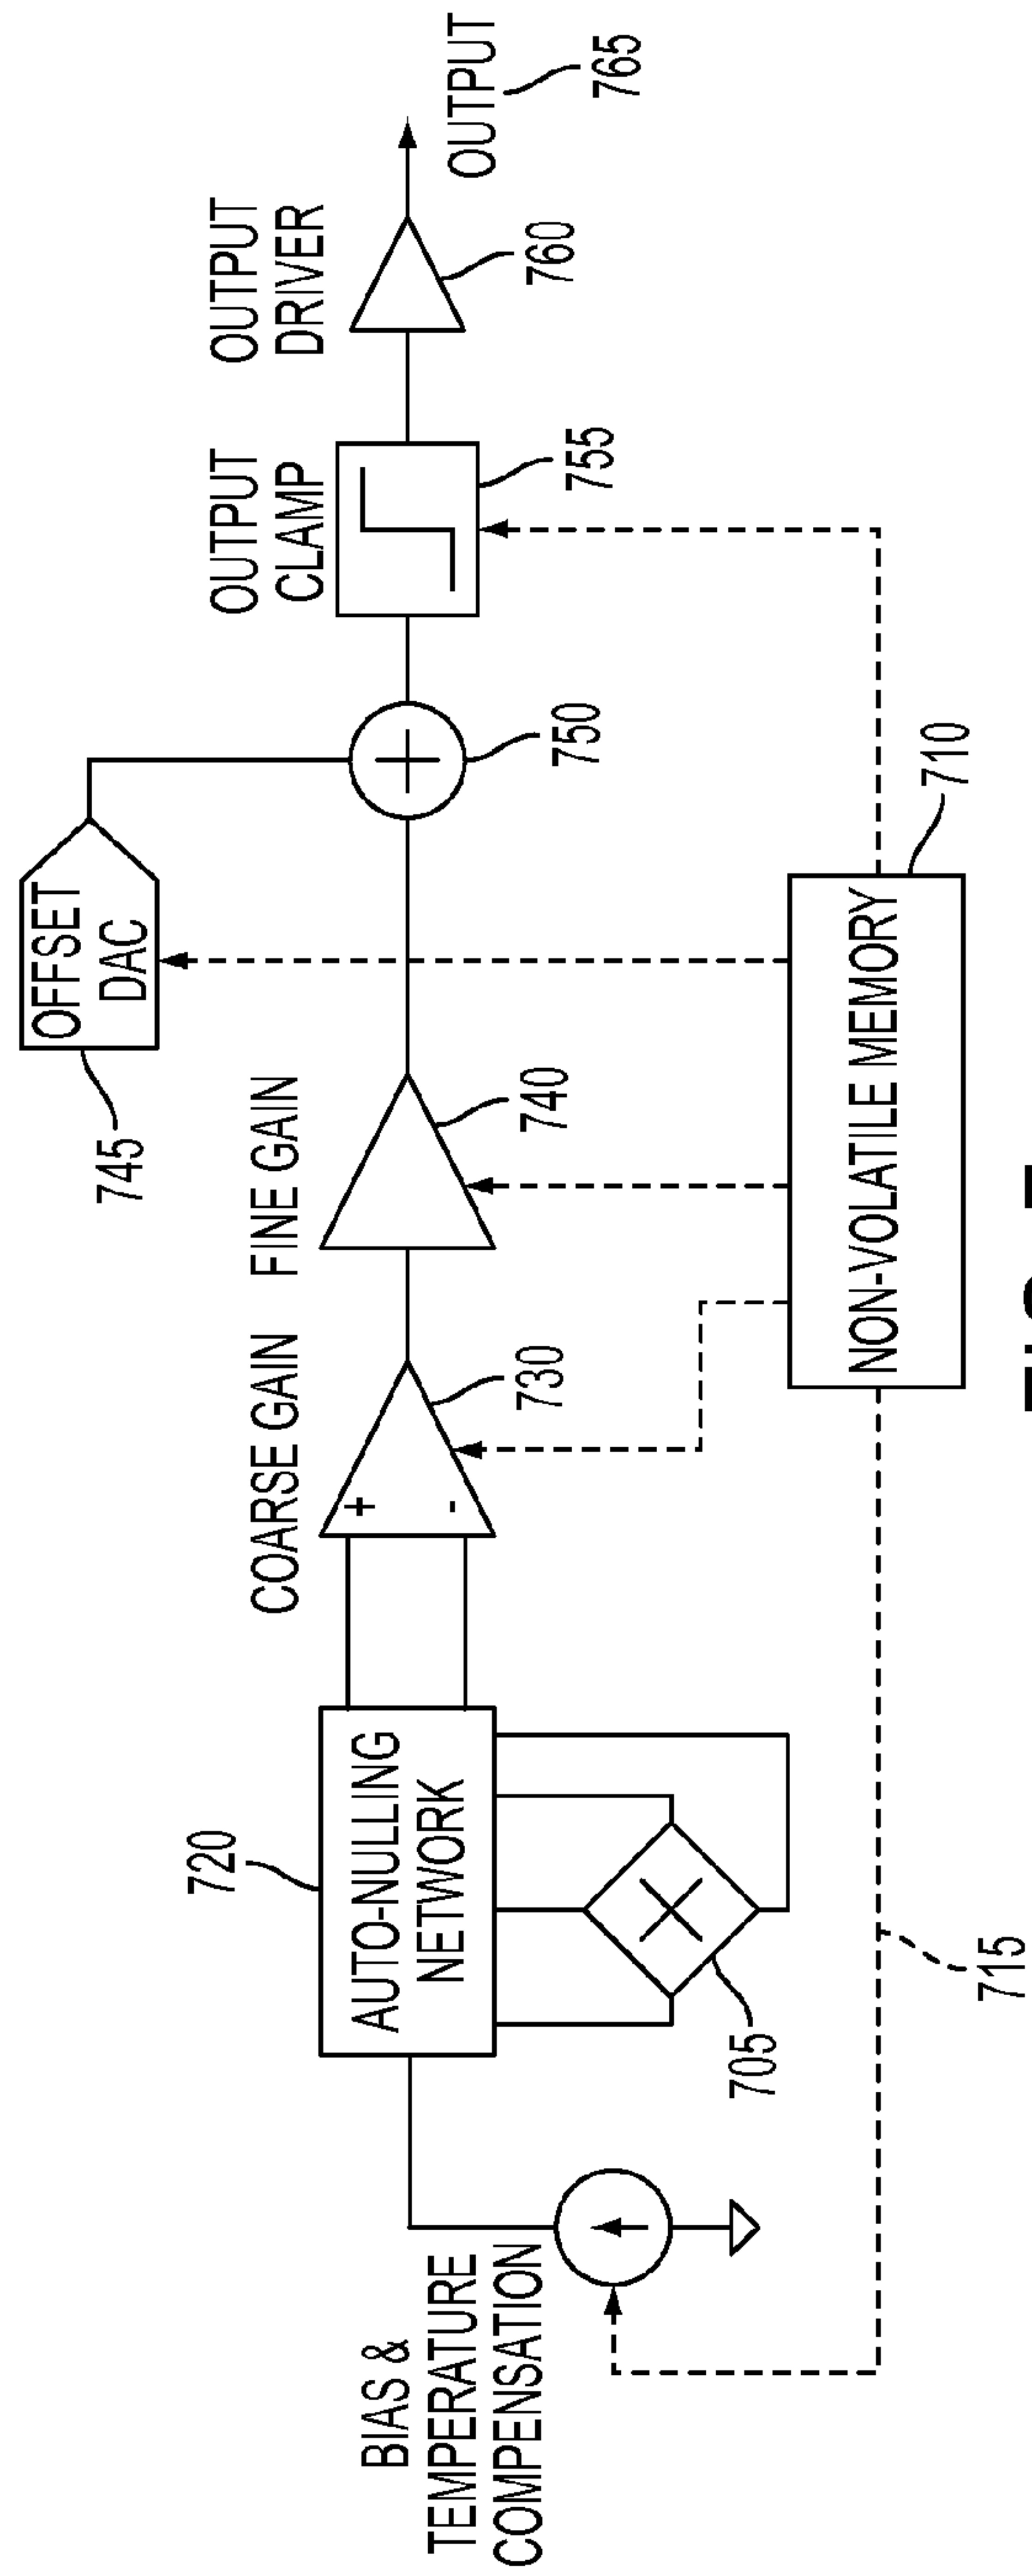 OFFSET
DAC
745
OUTPUT
DRIVER
OUTPUT
CLAMP
OUTPUT
765
760
755
750
FINE GAIN
740
COARSE GAIN
+
-
730
720
AUTO-NULLING
NETWORK
705
BIAS &
TEMPERATURE
COMPENSATION
NON-VOLATILE MEMORY
710
715